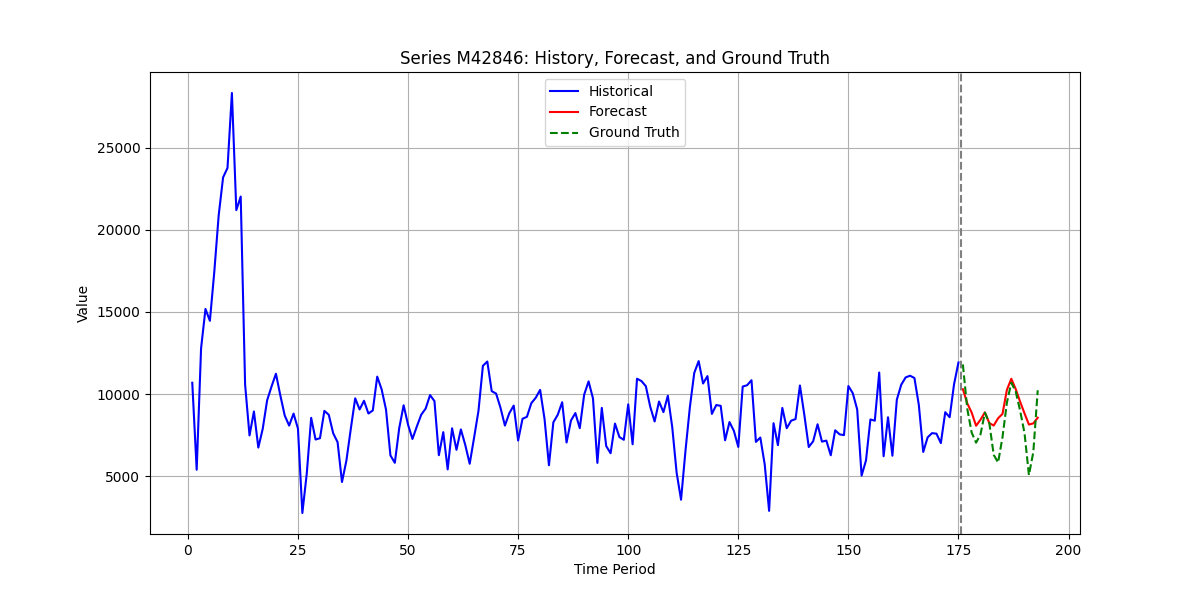 Series M42846: History, Forecast, and Ground Truth
Historical
Forecast
Ground Truth
25000
20000
15000
10000
5000
Value
0 25 50 75 100 125 150 175 200
Time Period